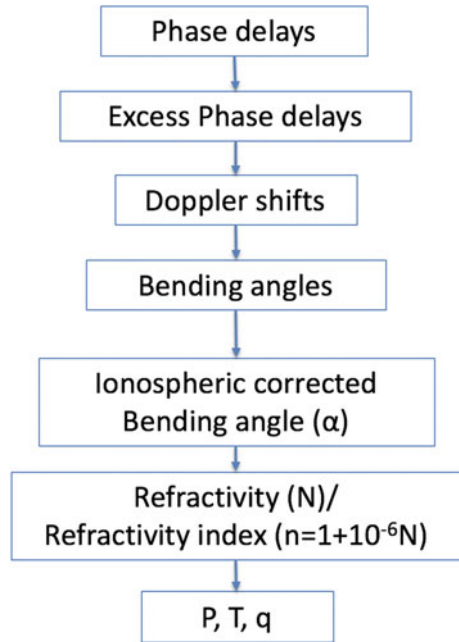 Phase delays
Excess Phase delays
Doppler shifts
Bending angles
Ionospheric corrected
Bending angle (α)
Refractivity (N)/
Refractivity index (n=1+10⁻⁶N)
P, T, q